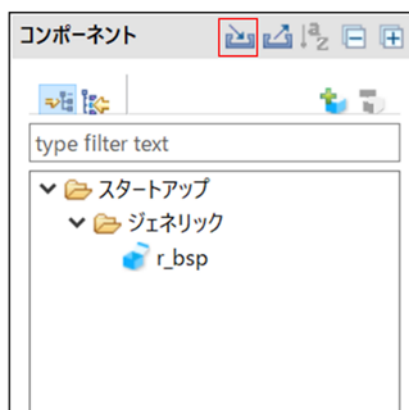 コンポーネント
type filter text
スタートアップ
ジェネリック
r_bsp